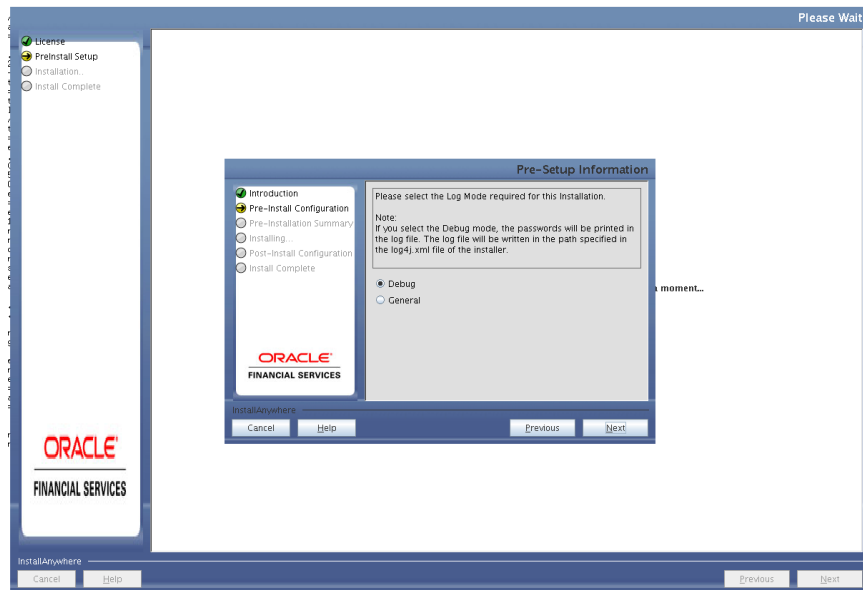 Please Wait
License
PreInstall Setup
Installation..
Install Complete
Pre-Setup Information
Introduction
Pre-Install Configuration
Pre-Installation Summary
Installing...
Post-Install Configuration
Install Complete
Please select the Log Mode required for this Installation.
Note:
If you select the Debug mode, the passwords will be printed in
the log file. The log file will be written in the path specified in
the log4j.xml file of the installer.
Debug
General
moment...
ORACLE
FINANCIAL SERVICES
InstallAnywhere
Cancel Help Previous Next
ORACLE
FINANCIAL SERVICES
InstallAnywhere
Cancel Help Previous Next